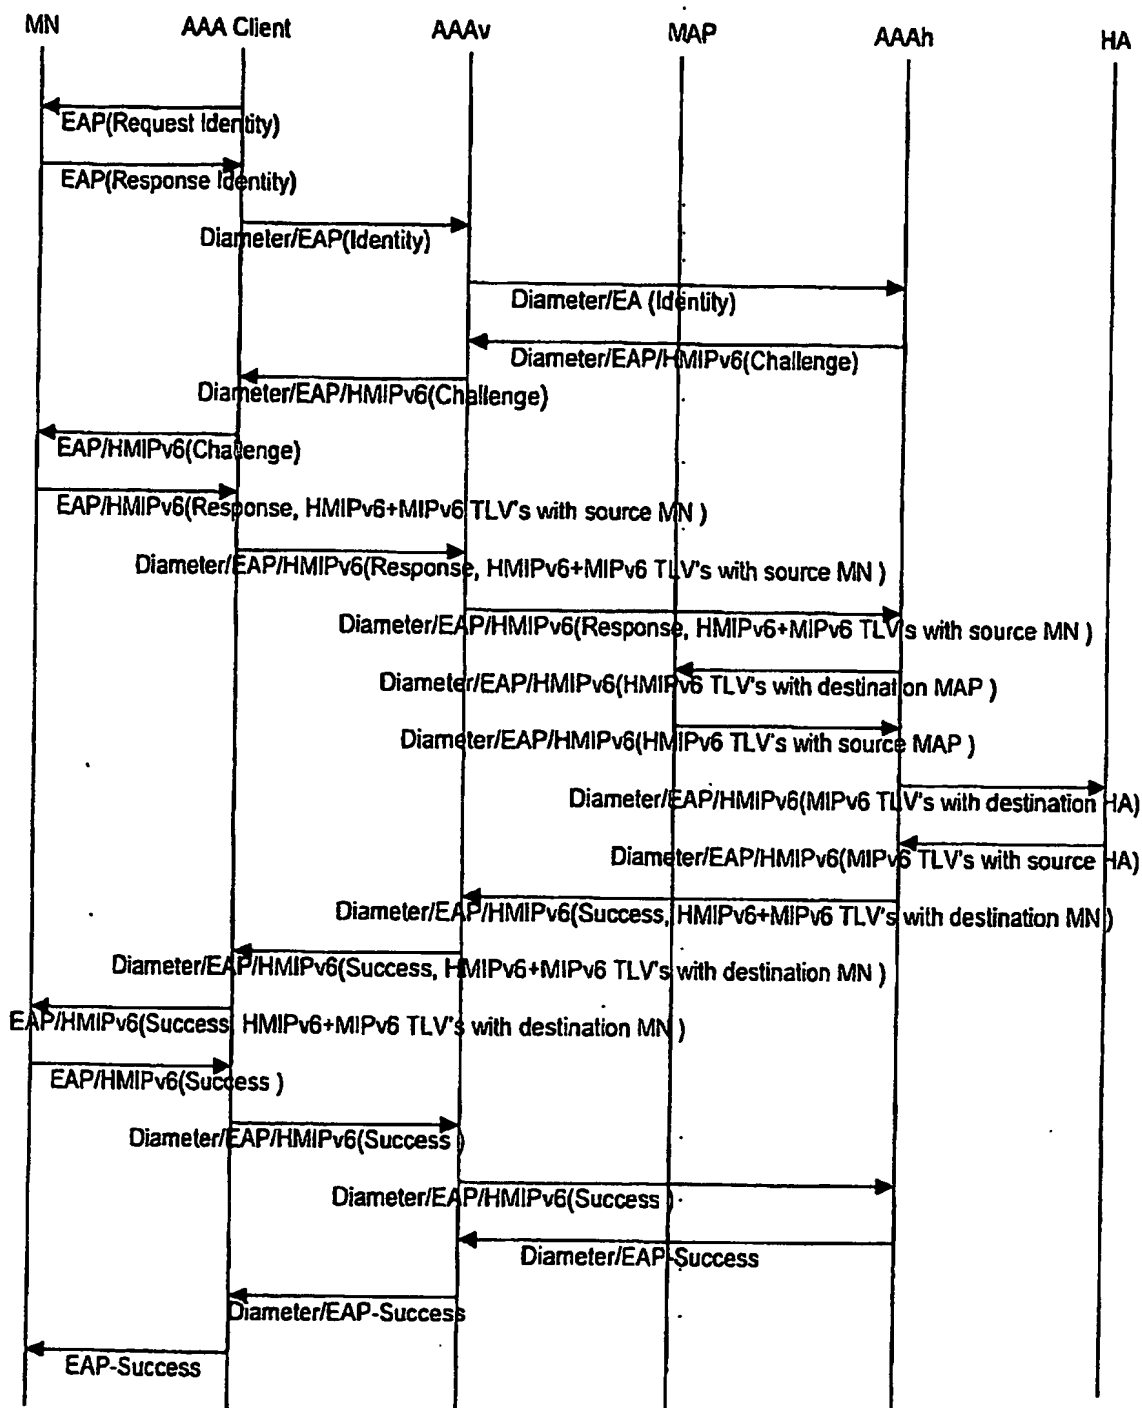 MN AAA Client AAAv MAP AAAh HA
EAP(Request Identity)
EAP(Response Identity)
Diameter/EAP(Identity)
Diameter/EA (Identity)
Diameter/EAP/HMIPv6(Challenge)
Diameter/EAP/HMIPv6(Challenge)
EAP/HMIPv6(Challenge)
EAP/HMIPv6(Response, HMIPv6+MIPv6 TLV's with source MN )
Diameter/EAP/HMIPv6(Response, HMIPv6+MIPv6 TLV's with source MN )
Diameter/EAP/HMIPv6(Response, HMIPv6+MIPv6 TLV's with source MN )
Diameter/EAP/HMIPv6(HMIPv6 TLV's with destination MAP )
Diameter/EAP/HMIPv6(HMIPv6 TLV's with source MAP )
Diameter/EAP/HMIPv6(MIPv6 TLV's with destination HA)
Diameter/EAP/HMIPv6(MIPv6 TLV's with source HA)
Diameter/EAP/HMIPv6(Success, HMIPv6+MIPv6 TLV's with destination MN )
Diameter/EAP/HMIPv6(Success, HMIPv6+MIPv6 TLV's with destination MN )
EAP/HMIPv6(Success, HMIPv6+MIPv6 TLV's with destination MN )
EAP/HMIPv6(Success )
Diameter/EAP/HMIPv6(Success )
Diameter/EAP/HMIPv6(Success )
Diameter/EAP-Success
Diameter/EAP-Success
EAP-Success